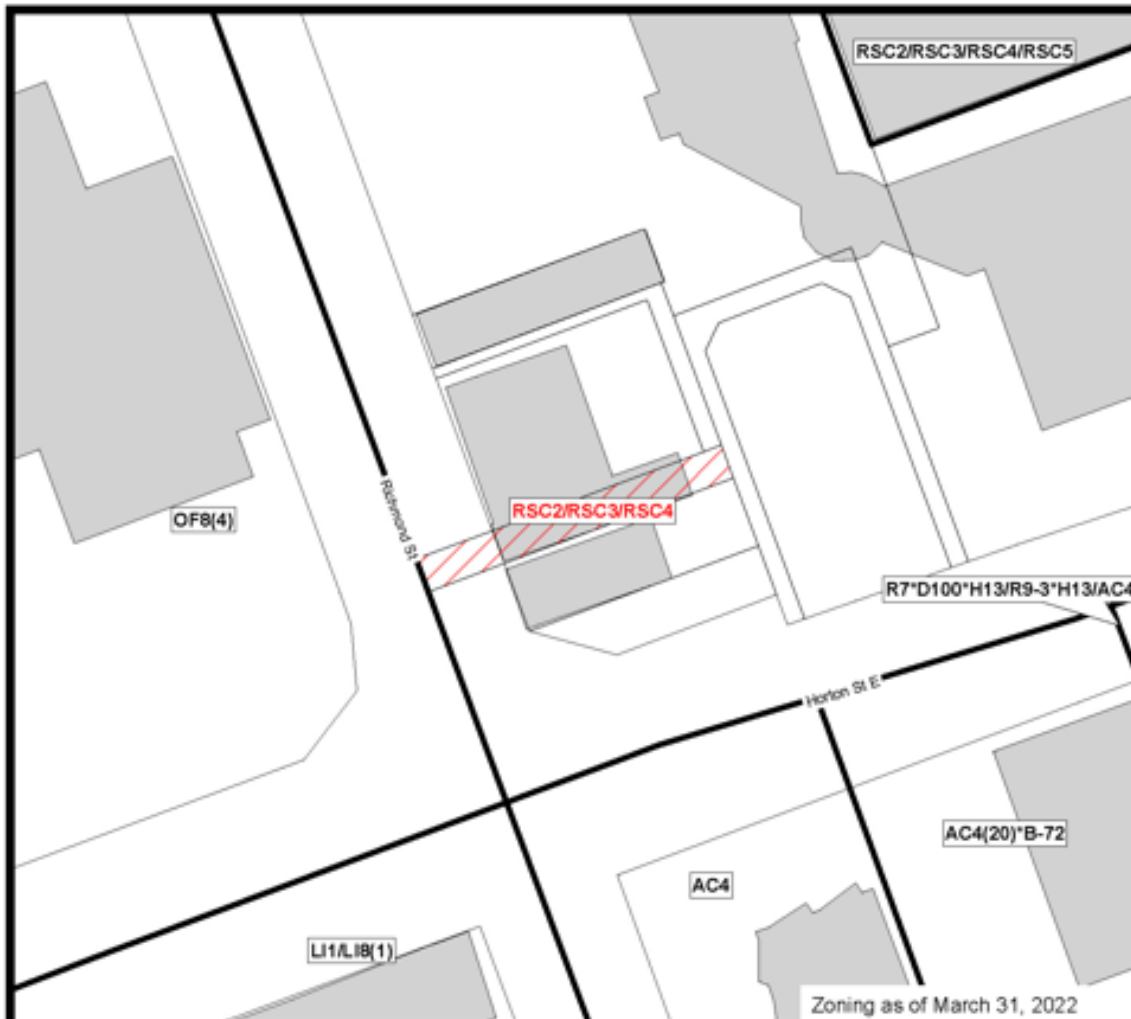 RSC2/RSC3/RSC4/RSC5
Richmond St
RSC2/RSC3/RSC4
OF8(4)
R7*D100*H13/R9-3*H13/AC4
Horton St E
AC4(20)*B-72
AC4
LI1/LI8(1)
Zoning as of March 31, 2022